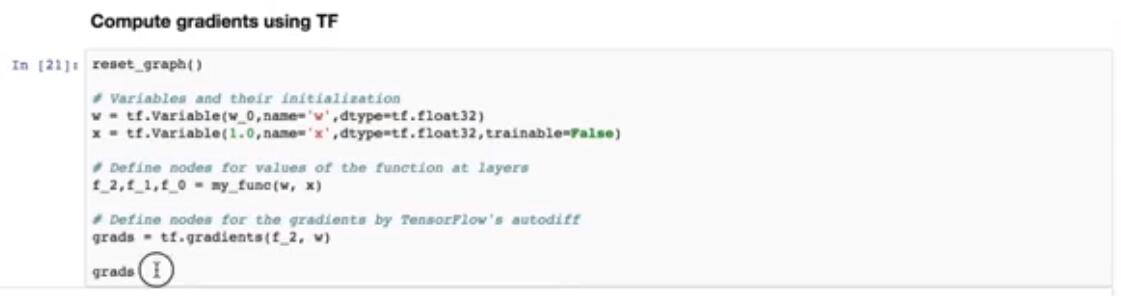 Compute gradients using TF
In [21]: reset_graph()
# Variables and their initialization
w = tf.Variable(w_0,name='w',dtype=tf.float32)
x = tf.Variable(1.0,name='x',dtype=tf.float32,trainable=False)
# Define nodes for values of the function at layers
f_2,f_1,f_0 = my_func(w, x)
# Define nodes for the gradients by TensorFlow's autodiff
grads = tf.gradients(f_2, w)
grads